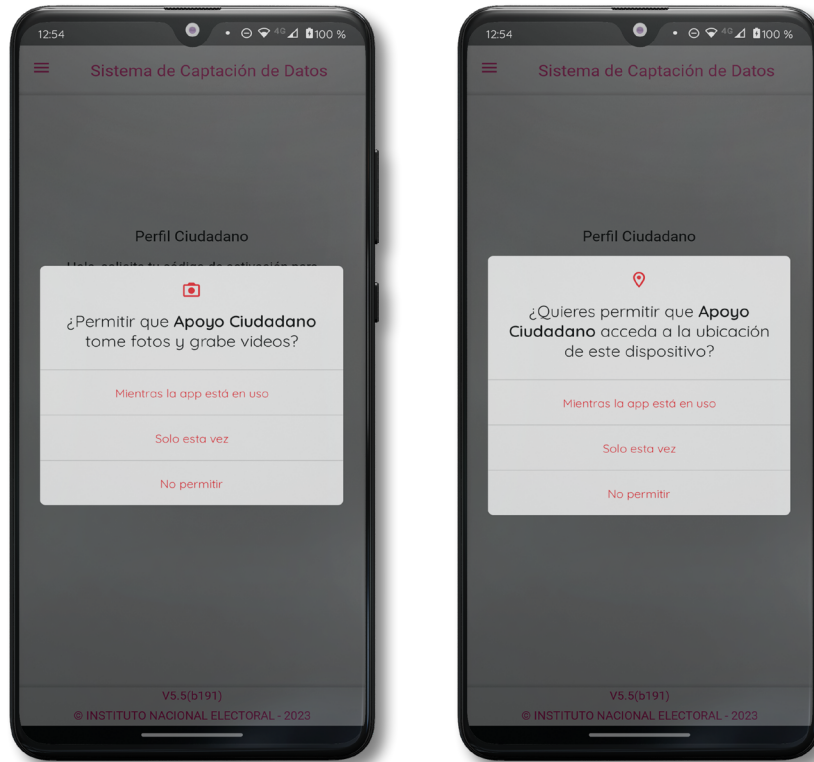 12:54
4G
100 %
Sistema de Captación de Datos
Perfil Ciudadano
¿Permitir que Apoyo Ciudadano
tome fotos y grabe videos?
Mientras la app está en uso
Solo esta vez
No permitir
V5.5(b191)
© INSTITUTO NACIONAL ELECTORAL - 2023
12:54
4G
100 %
Sistema de Captación de Datos
Perfil Ciudadano
¿Quieres permitir que Apoyo
Ciudadano acceda a la ubicación
de este dispositivo?
Mientras la app está en uso
Solo esta vez
No permitir
V5.5(b191)
© INSTITUTO NACIONAL ELECTORAL - 2023